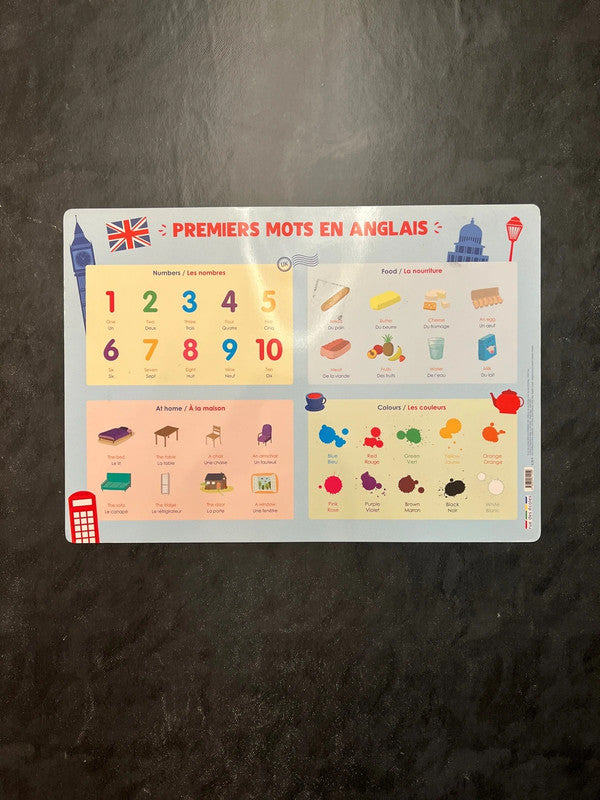 PREMIERS MOTS EN ANGLAIS
UK
Numbers / Les nombres
1 2 3 4 5
One Two Three Four Five
Un Deux Trois Quatre Cinq
6 7 8 9 10
Six Seven Eight Nine Ten
Six Sept Huit Neuf Dix
Food / La nourriture
Butter Cheese An egg
Du pain Du beurre Du fromage Un œuf
Meat Fruits Water Milk
De la viande Des fruits De l'eau Du lait
At home / À la maison
The bed The table A chair An armchair
Le lit La table Une chaise Un fauteuil
The sofa The fridge The door A window
Le canapé Le réfrigérateur La porte Une fenêtre
Colours / Les couleurs
Blue Red Green Yellow Orange
Bleu Rouge Vert Jaune Orange
Pink Purple Brown Black White
Rose Violet Marron Noir Blanc